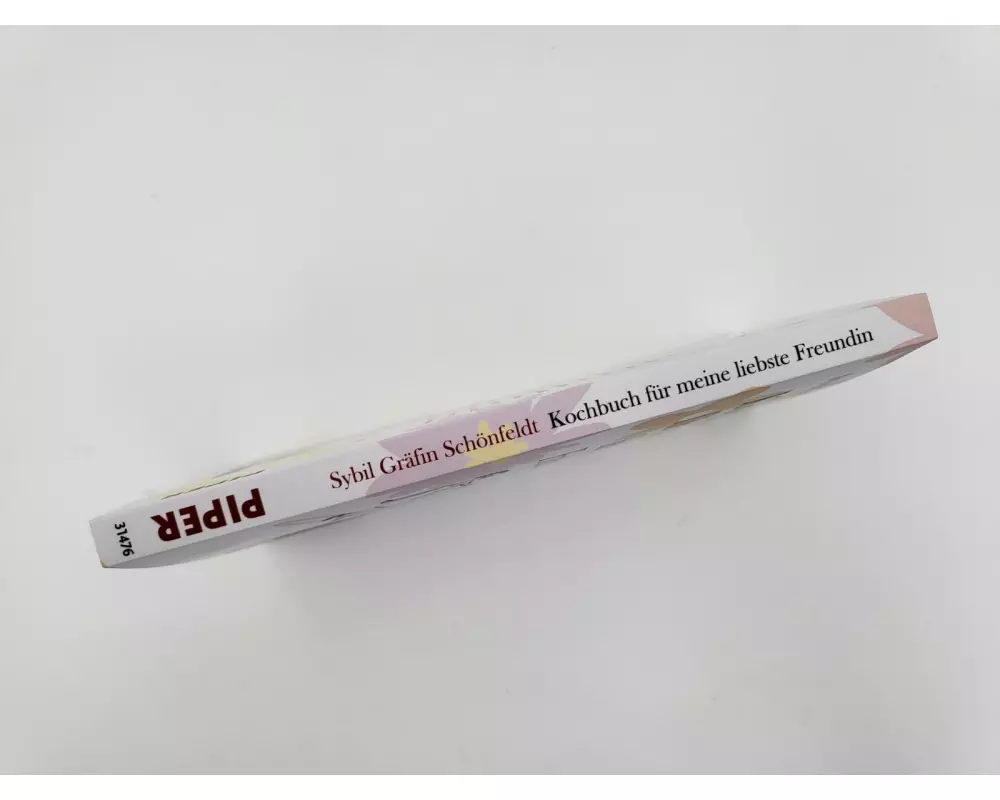 31476
PIPER
Sybil Gräfin Schönfeldt Kochbuch für meine liebste Freundin